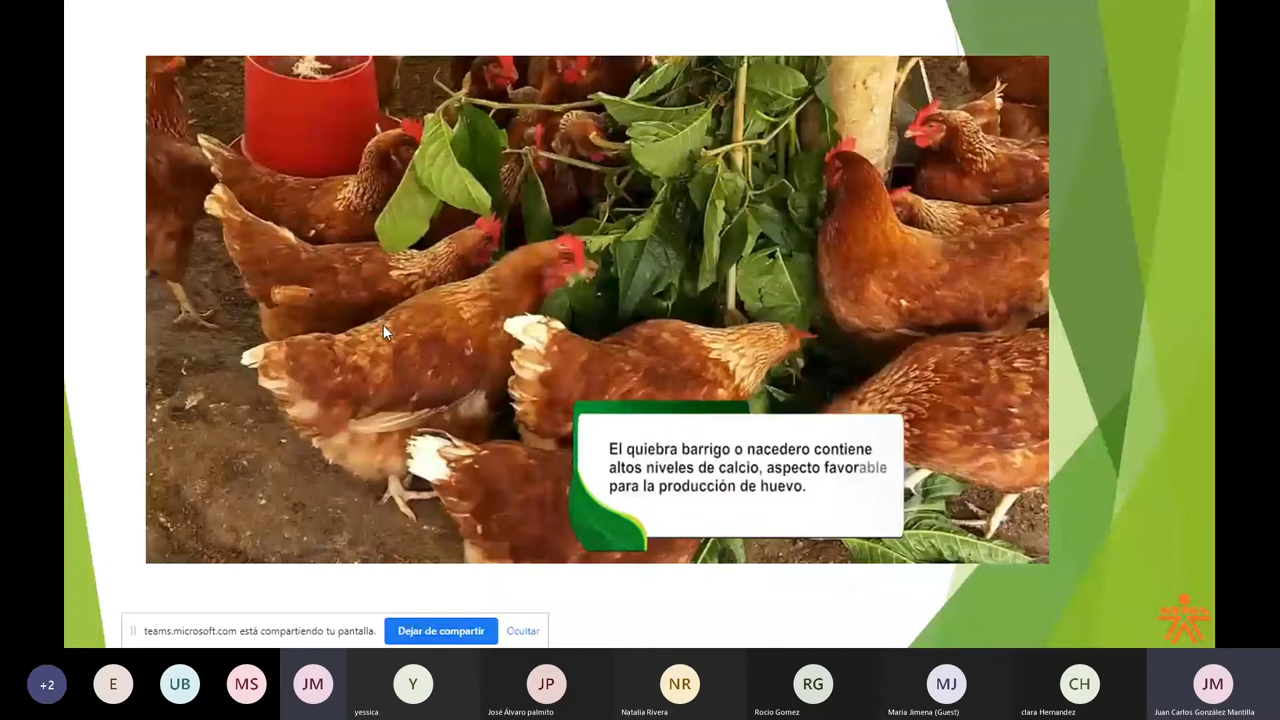 El quiebra barrigo o nacedero contiene
altos niveles de calcio, aspecto favorable
para la producción de huevo.
teams.microsoft.com está compartiendo tu pantalla.
Dejar de compartir
Ocultar
+2
E
UB
MS
JM
Y
yessica
JP
José Álvaro palmito
NR
Natalia Rivera
RG
Rocio Gomez
MJ
Maria Jimena (Guest)
CH
clara Hernandez
JM
Juan Carlos González Mantilla